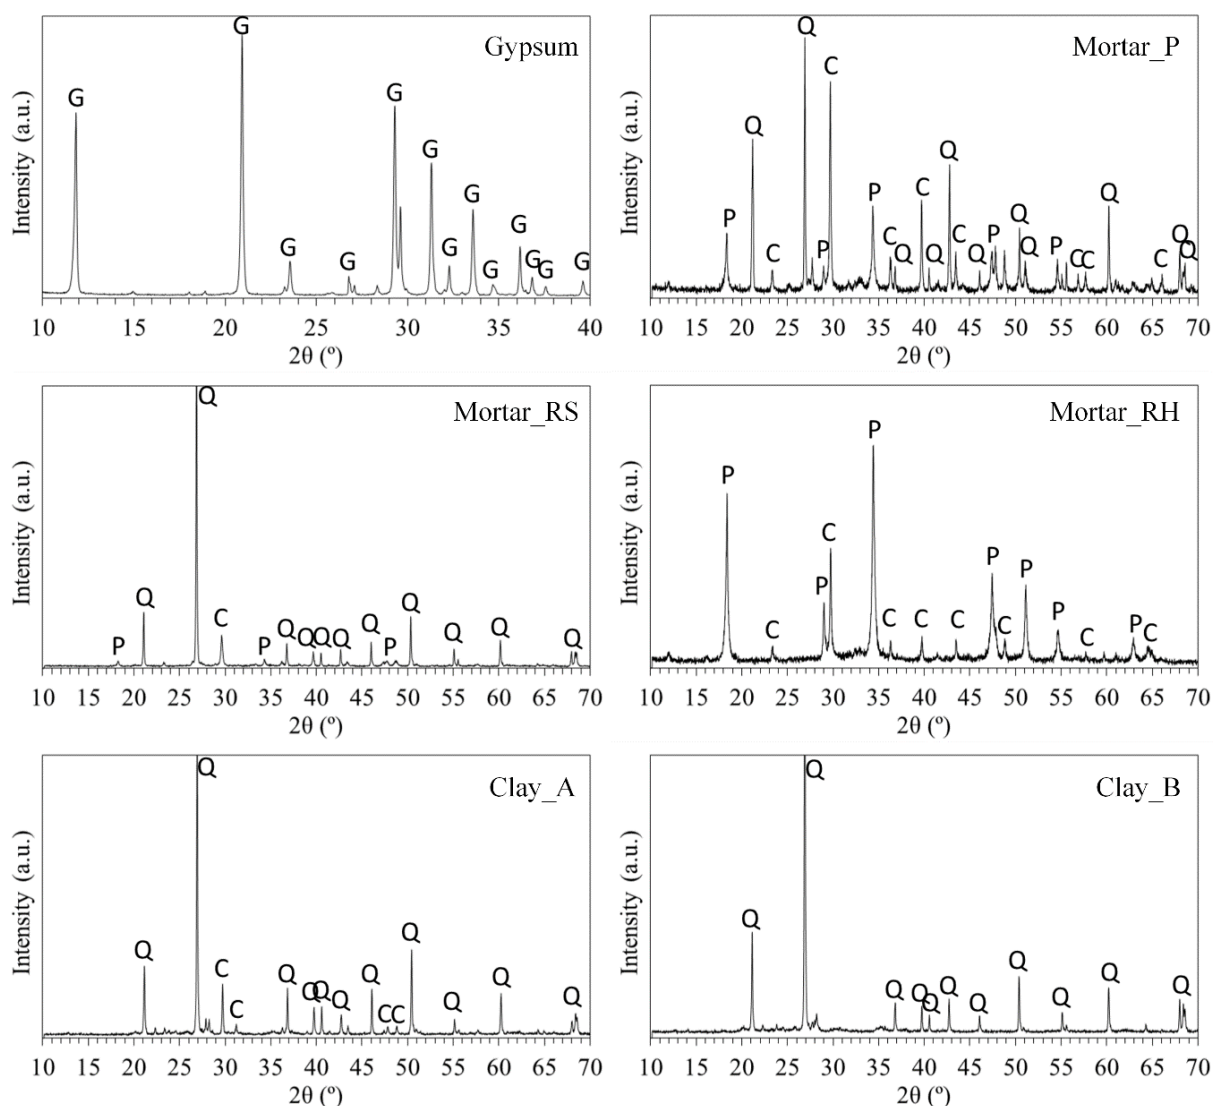 Gypsum
G G G G G G G G G G G G G
Intensity (a.u.)
10 15 20 25 30 35 40
2θ (º)
Mortar_P
P Q C Q P C P C Q C Q C Q P Q Q P C C Q C Q Q
Intensity (a.u.)
10 15 20 25 30 35 40 45 50 55 60 65 70
2θ (º)
Mortar_RS
P Q Q C P Q Q Q Q Q P Q Q Q Q
Intensity (a.u.)
10 15 20 25 30 35 40 45 50 55 60 65 70
2θ (º)
Mortar_RH
P C P C P C C C P C P P C P C
Intensity (a.u.)
10 15 20 25 30 35 40 45 50 55 60 65 70
2θ (º)
Clay_A
Q Q C C Q Q Q Q Q C C Q Q Q Q
Intensity (a.u.)
10 15 20 25 30 35 40 45 50 55 60 65 70
2θ (º)
Clay_B
Q Q Q Q Q Q Q Q Q Q Q
Intensity (a.u.)
10 15 20 25 30 35 40 45 50 55 60 65 70
2θ (º)